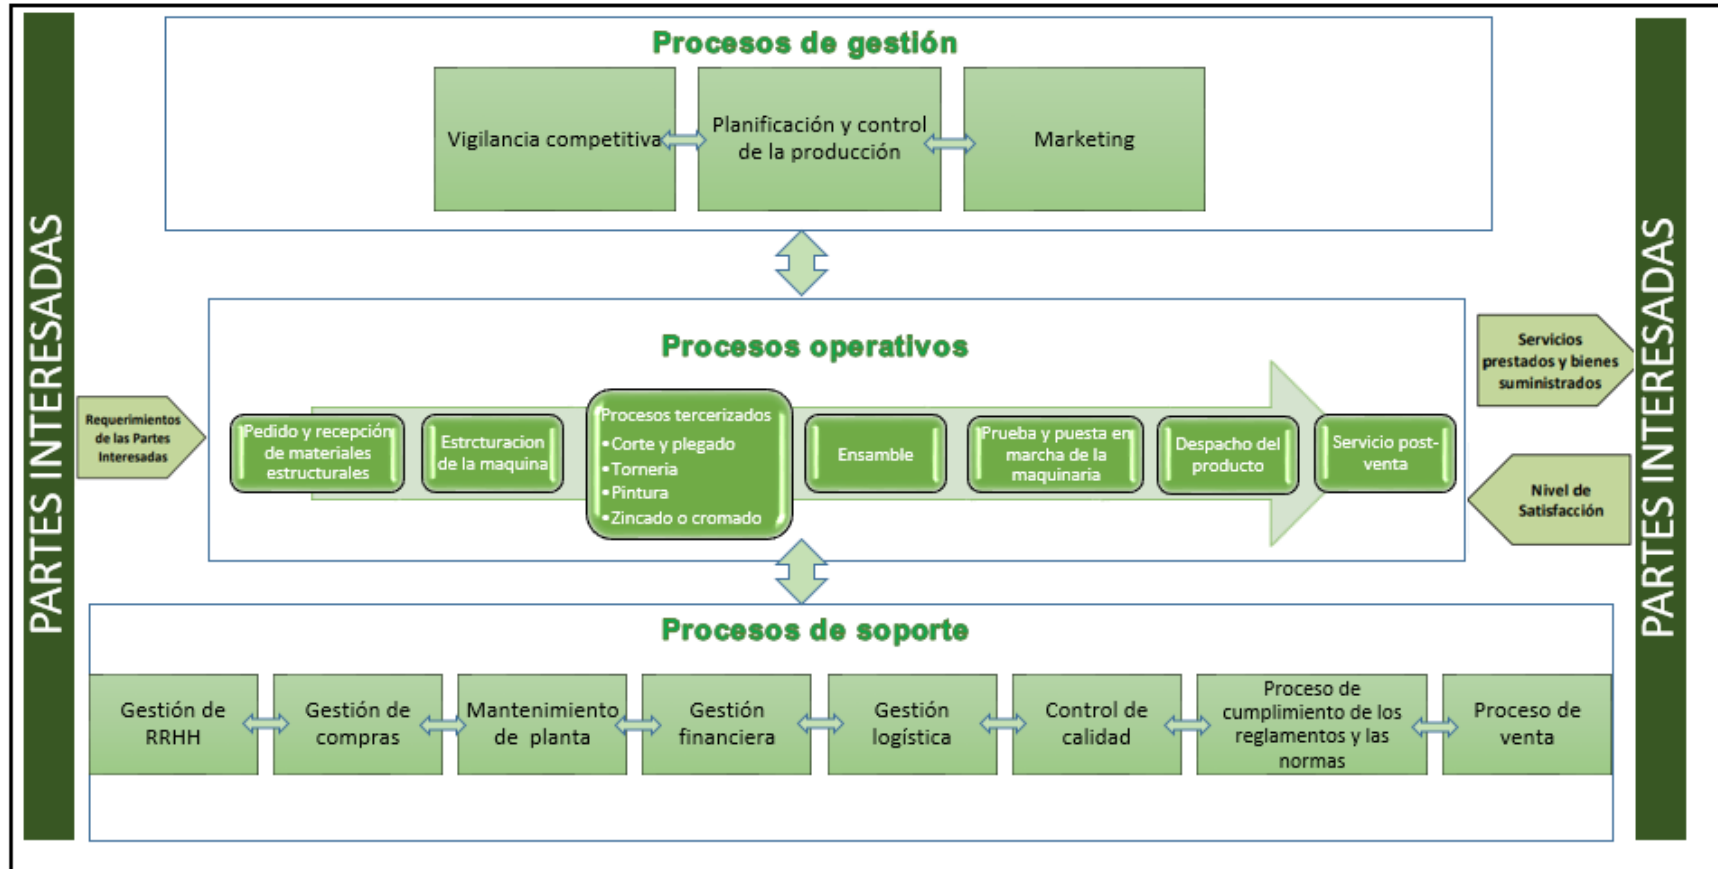 PARTES INTERESADAS
Procesos de gestión
Vigilancia competitiva
Planificación y control
de la producción
Marketing
Procesos operativos
Requerimientos
de las Partes
Interesadas
Pedido y recepción
de materiales
estructurales
Estrcturacion
de la maquina
Procesos tercerizados
•Corte y plegado
•Torneria
•Pintura
•Zincado o cromado
Ensamble
Prueba y puesta en
marcha de la
maquinaria
Despacho del
producto
Servicio post-
venta
Servicios
prestados y bienes
suministrados
Nivel de
Satisfacción
Procesos de soporte
Gestión de
RRHH
Gestión de
compras
Mantenimiento
de planta
Gestión
financiera
Gestión
logística
Control de
calidad
Proceso de
cumplimiento de los
reglamentos y las
normas
Proceso de
venta
PARTES INTERESADAS